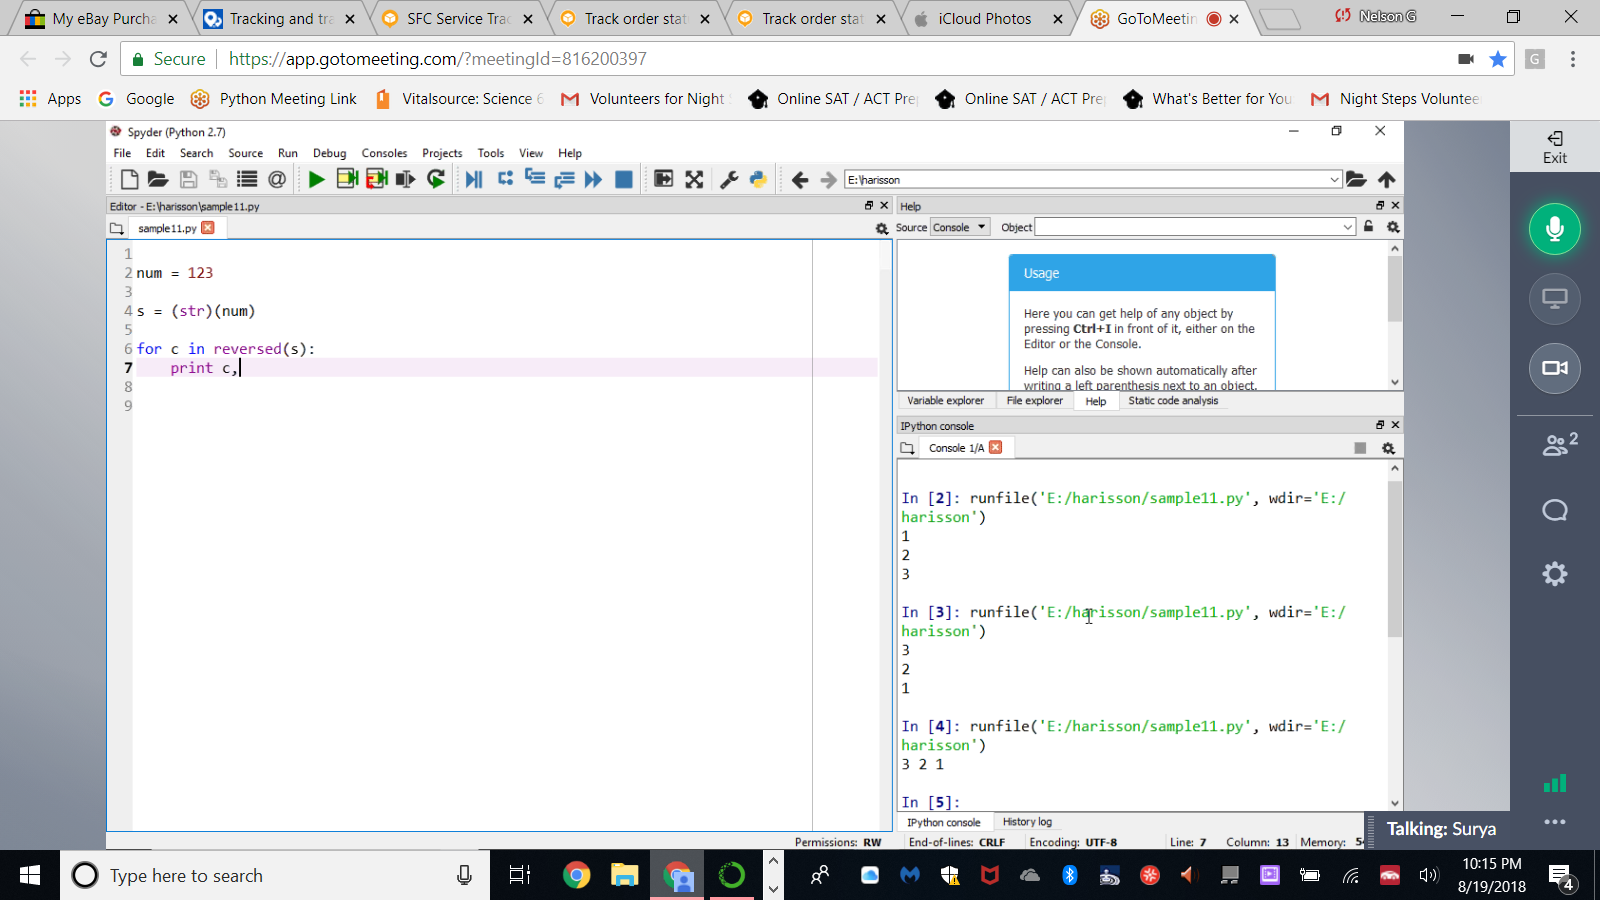 My eBay Purcha
Tracking and tra
SFC Service Trac
Track order stat
Track order stat
iCloud Photos
GoToMeetin
Nelson G
Secure
https://app.gotomeeting.com/?meetingId=816200397
G
Apps
Google
Python Meeting Link
Vitalsource: Science 6
Volunteers for Night
Online SAT / ACT Pre
Online SAT / ACT Pre
What's Better for You
Night Steps Voluntee
Spyder (Python 2.7)
File Edit Search Source Run Debug Consoles Projects Tools View Help
E:\harisson
Editor - E:\harisson\sample11.py
sample11.py
1
2 num = 123
3
4 s = (str)(num)
5
6 for c in reversed(s):
7 print c,
8
9
Help
Source Console Object
Usage
Here you can get help of any object by
pressing Ctrl+I in front of it, either on the
Editor or the Console.
Help can also be shown automatically after
writing a left parenthesis next to an object.
Variable explorer File explorer Help Static code analysis
IPython console
Console 1/A
In [2]: runfile('E:/harisson/sample11.py', wdir='E:/
harisson')
1
2
3
In [3]: runfile('E:/harisson/sample11.py', wdir='E:/
harisson')
3
2
1
In [4]: runfile('E:/harisson/sample11.py', wdir='E:/
harisson')
3 2 1
In [5]:
IPython console History log
Permissions: RW End-of-lines: CRLF Encoding: UTF-8 Line: 7 Column: 13 Memory:
Exit
2
Talking: Surya
Type here to search
10:15 PM
8/19/2018
4